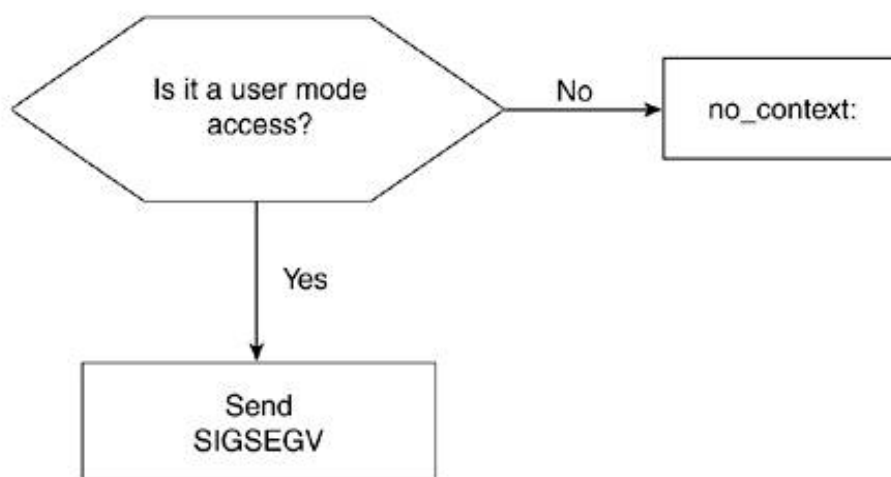 Is it a user mode
access?
No
no_context:
Yes
Send
SIGSEGV